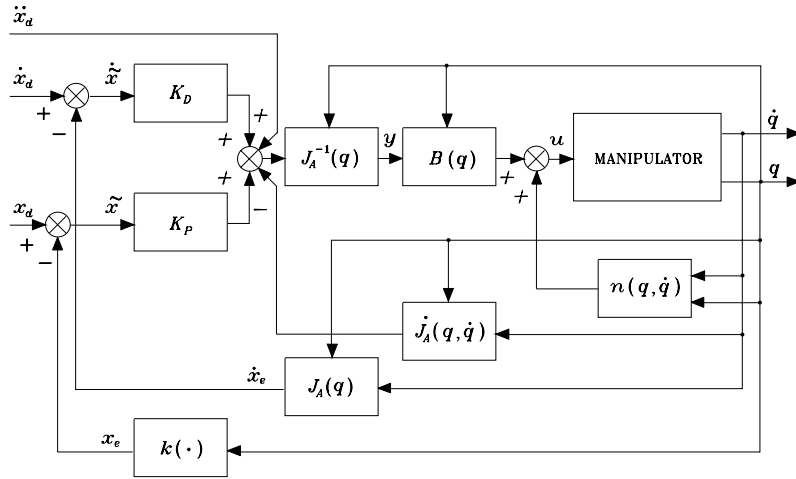 ẍ_d
ẋ_d
+
−
x̃̇
K_D
+
+
+
−
J_A^{-1}(q)
y
B(q)
+
+
u
MANIPULATOR
q̇
q
x_d
+
−
x̃
K_P
n(q,q̇)
J̇_A(q,q̇)
ẋ_e
J_A(q)
x_e
k(·)